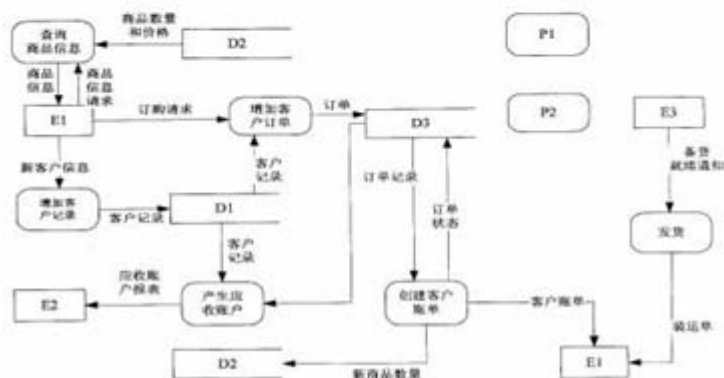 查询
商品信息
商品数量
和价格
D2
P1
商品
信息
商品
信息
请求
E1
订购请求
增加客
户订单
订单
D3
P2
E3
新客户信息
客户
记录
订单记录
订单
状态
备货
就绪通知
增加客
户记录
客户记录
D1
发货
客户
记录
应收账
户报表
E2
产生应
收账户
创建客户
账单
客户账单
装运单
D2
新商品数量
E1